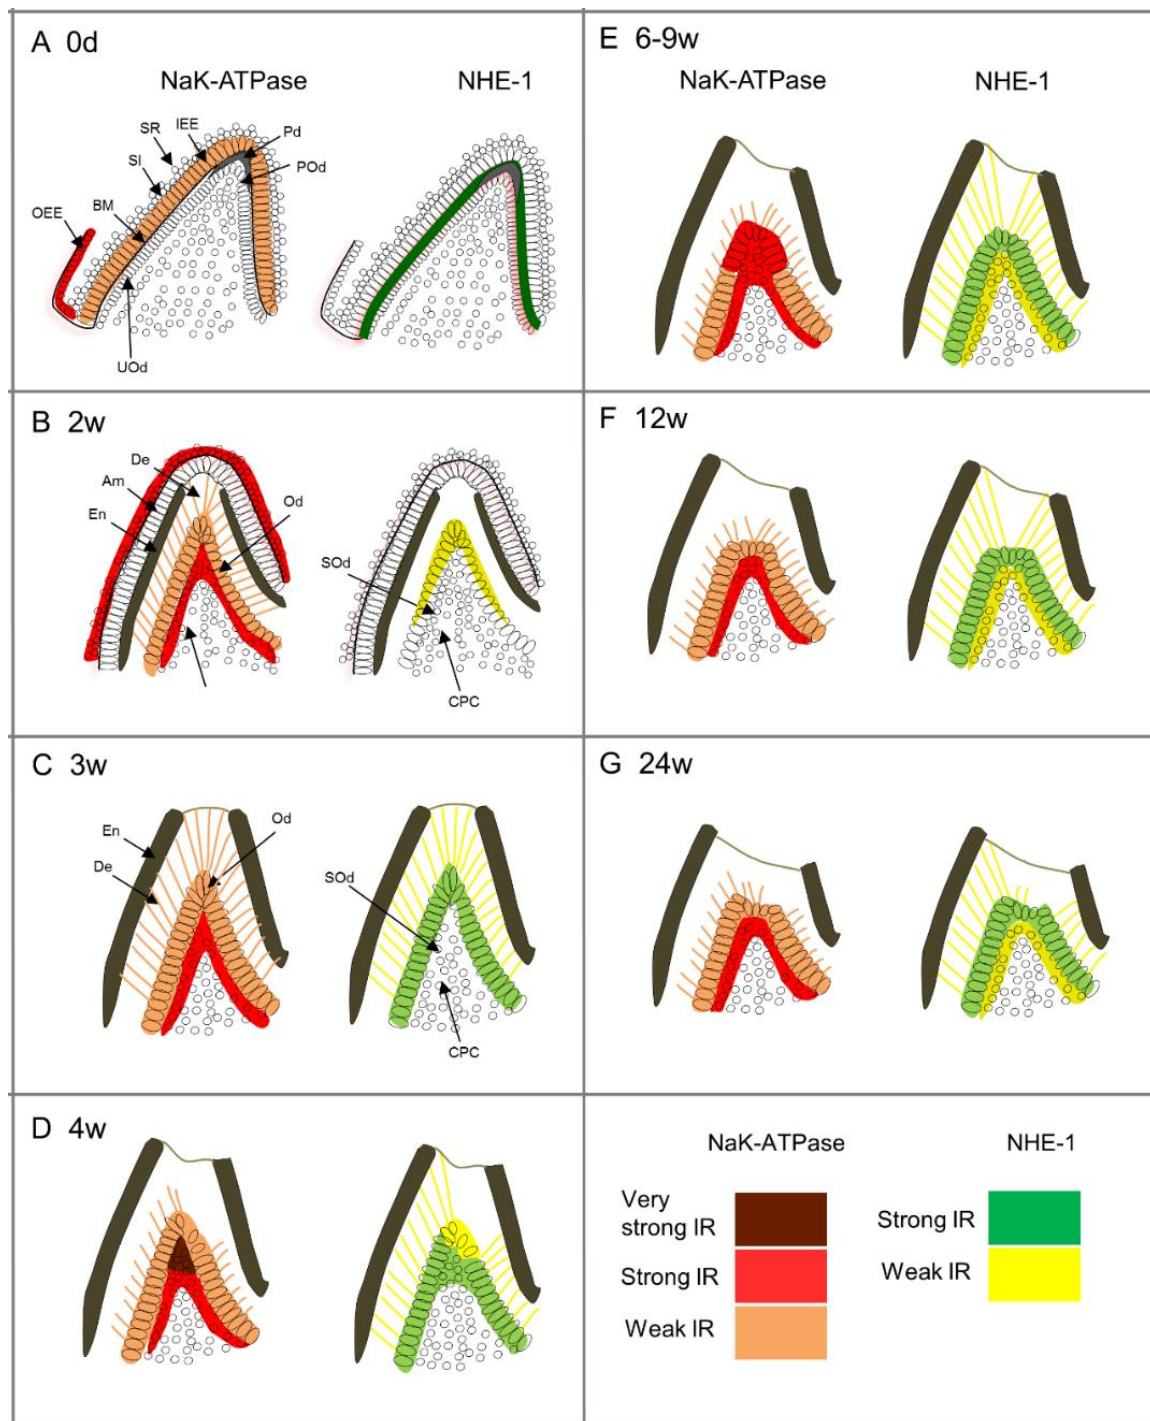 A 0d
NaK-ATPase
NHE-1
SR
IEE
Pd
SI
POd
OEE
BM
UOd
B 2w
De
Am
En
Od
SOd
CPC
C 3w
En
Od
De
SOd
CPC
D 4w
E 6-9w
NaK-ATPase
NHE-1
F 12w
G 24w
NaK-ATPase
NHE-1
Very
strong IR
Strong IR
Strong IR
Weak IR
Weak IR